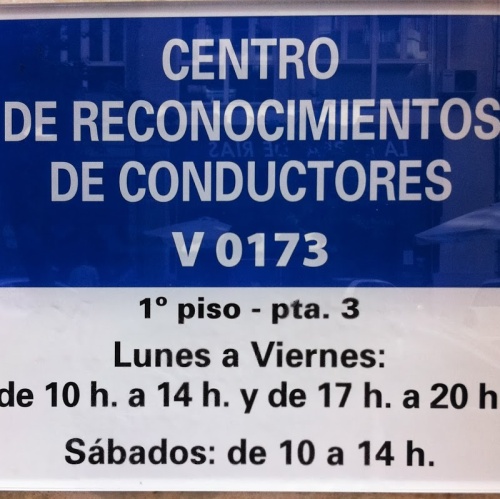 CENTRO
DE RECONOCIMIENTOS
DE CONDUCTORES
V 0173
1º piso - pta. 3
Lunes a Viernes:
de 10 h. a 14 h. y de 17 h. a 20 h
Sábados: de 10 a 14 h.